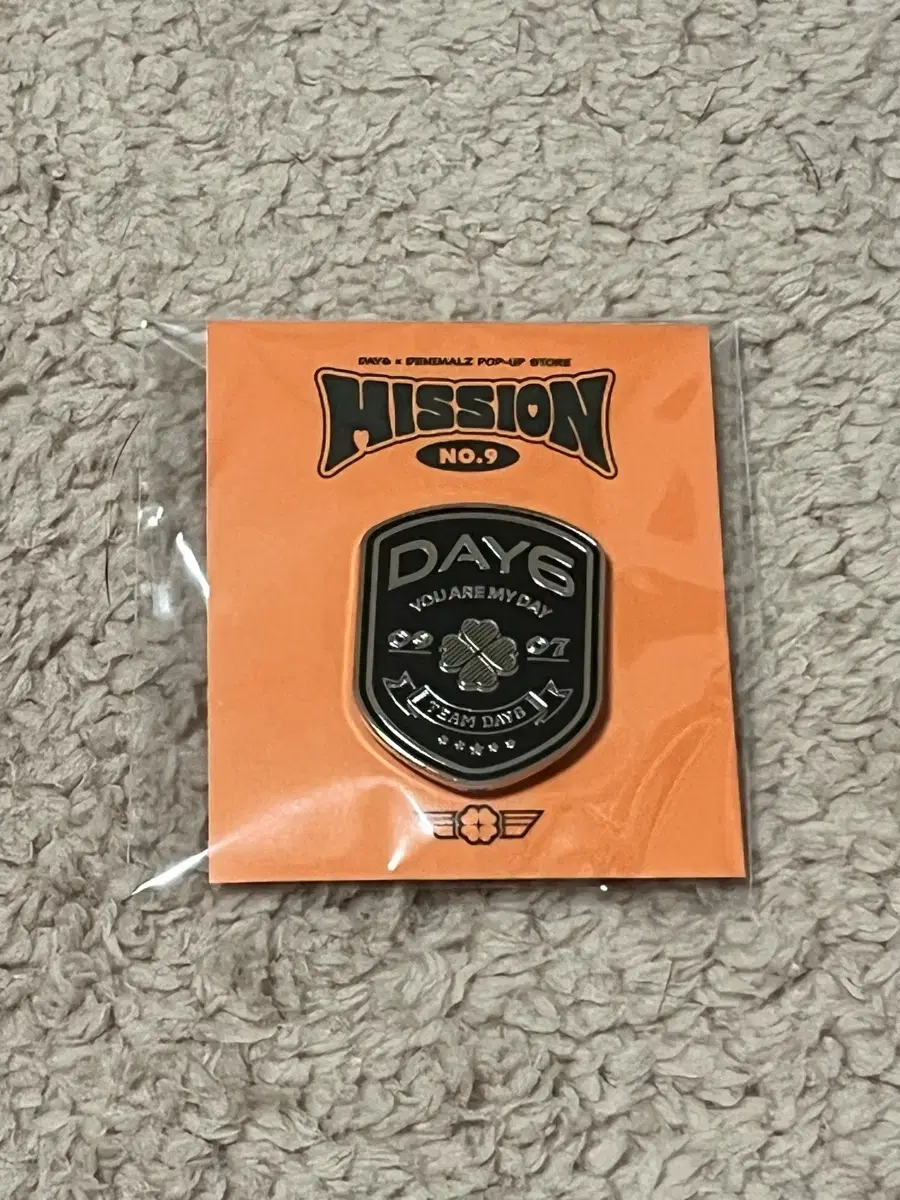 DAY6 × DENIMALZ POP-UP STORE
MISSION
NO.9
DAY6
YOU ARE MY DAY
09 07
TEAM DAY6